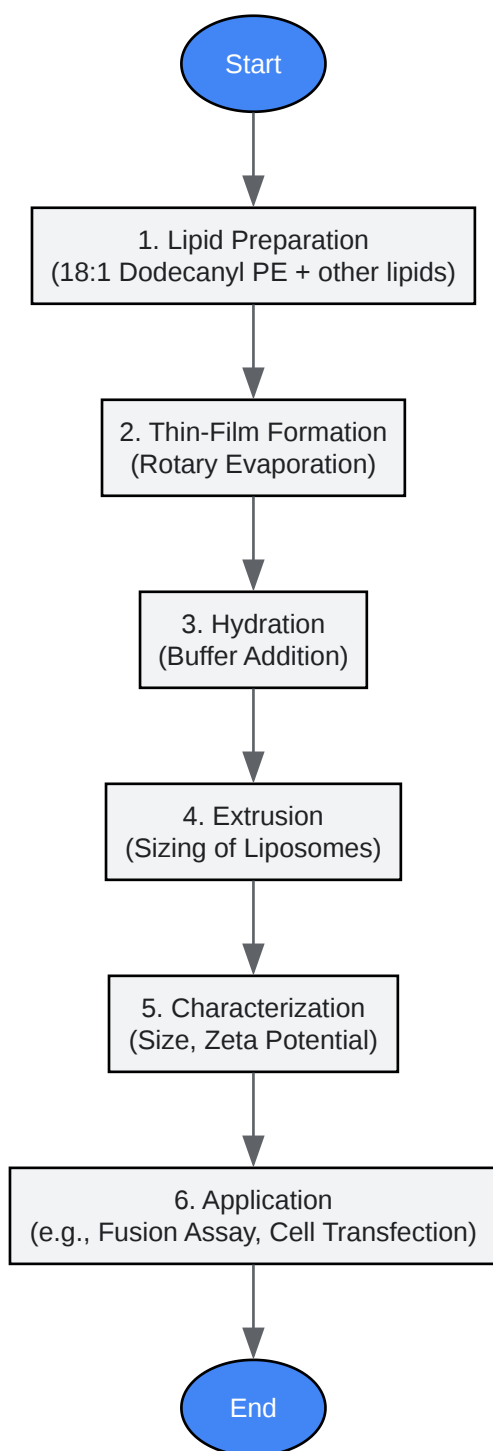 Start
1. Lipid Preparation
(18:1 Dodecanyl PE + other lipids)
2. Thin-Film Formation
(Rotary Evaporation)
3. Hydration
(Buffer Addition)
4. Extrusion
(Sizing of Liposomes)
5. Characterization
(Size, Zeta Potential)
6. Application
(e.g., Fusion Assay, Cell Transfection)
End